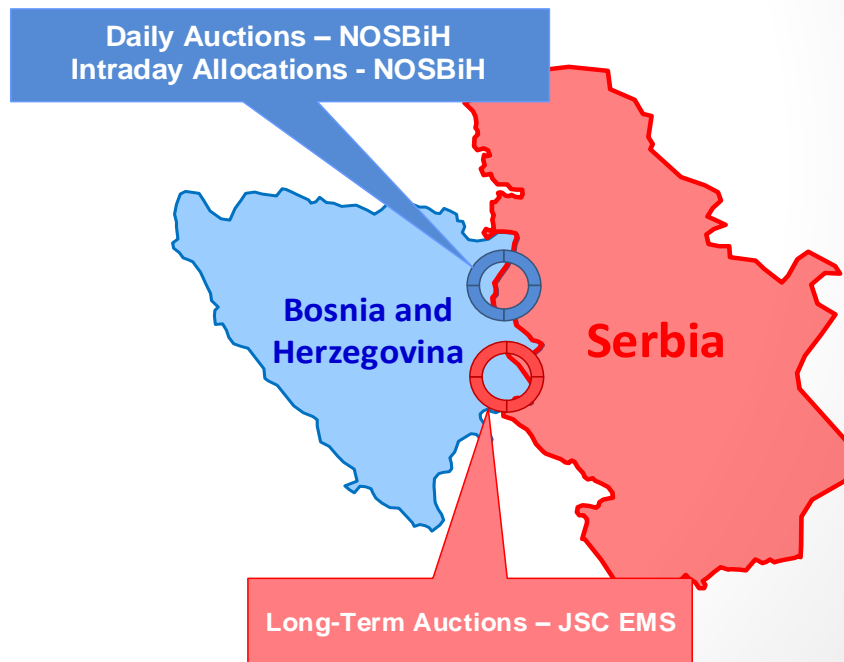 Daily Auctions – NOSBiH
Intraday Allocations - NOSBiH
Bosnia and
Herzegovina
Serbia
Long-Term Auctions – JSC EMS